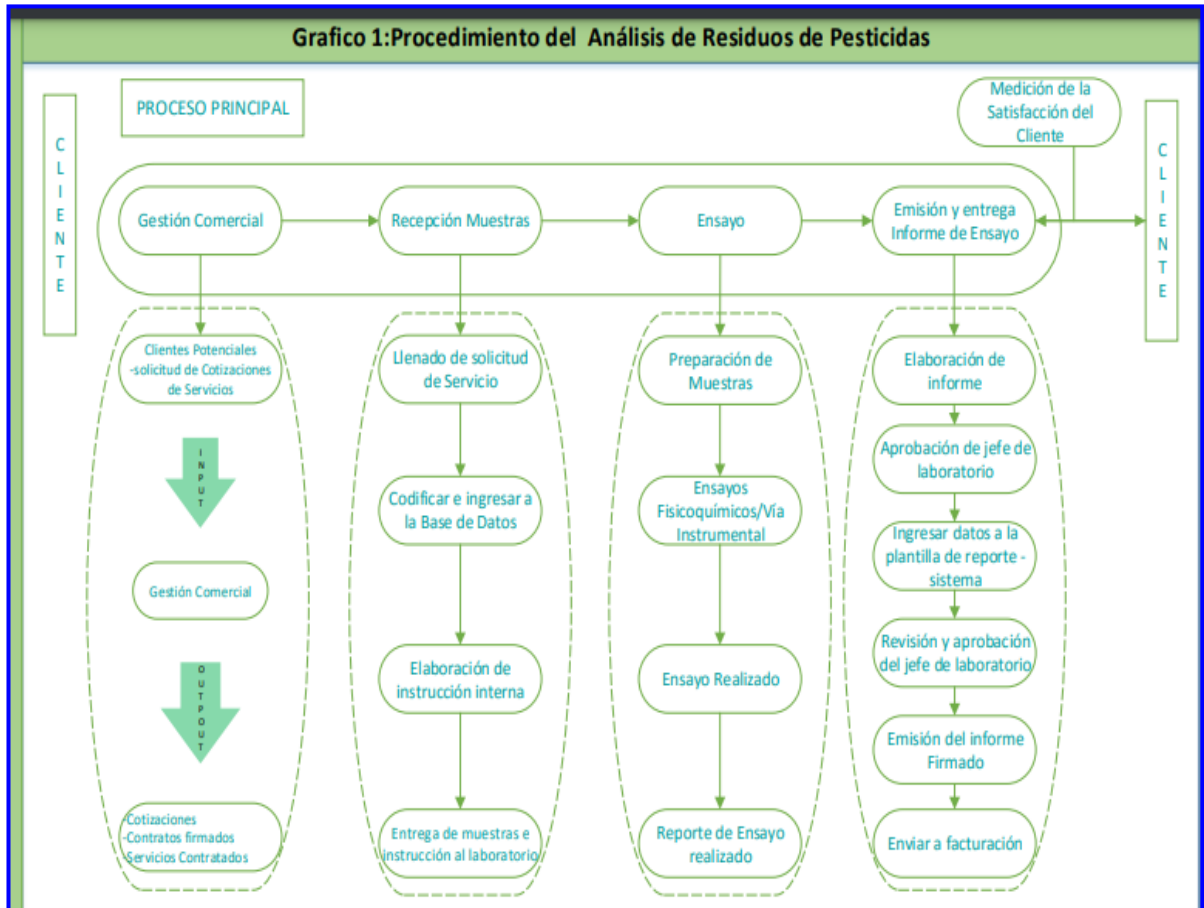 Grafico 1:Procedimiento del Análisis de Residuos de Pesticidas
CLIENTE
PROCESO PRINCIPAL
Medición de la
Satisfacción del
Cliente
CLIENTE
Gestión Comercial
Recepción Muestras
Ensayo
Emisión y entrega
Informe de Ensayo
Clientes Potenciales
-solicitud de Cotizaciones
de Servicios
INPUT
Gestión Comercial
OUTPOUT
-Cotizaciones
-Contratos firmados
-Servicios Contratados
Llenado de solicitud
de Servicio
Codificar e ingresar a
la Base de Datos
Elaboración de
instrucción interna
Entrega de muestras e
instrucción al laboratorio
Preparación de
Muestras
Ensayos
Fisicoquímicos/Vía
Instrumental
Ensayo Realizado
Reporte de Ensayo
realizado
Elaboración de
informe
Aprobación de jefe de
laboratorio
Ingresar datos a la
plantilla de reporte -
sistema
Revisión y aprobación
del jefe de laboratorio
Emisión del informe
Firmado
Enviar a facturación